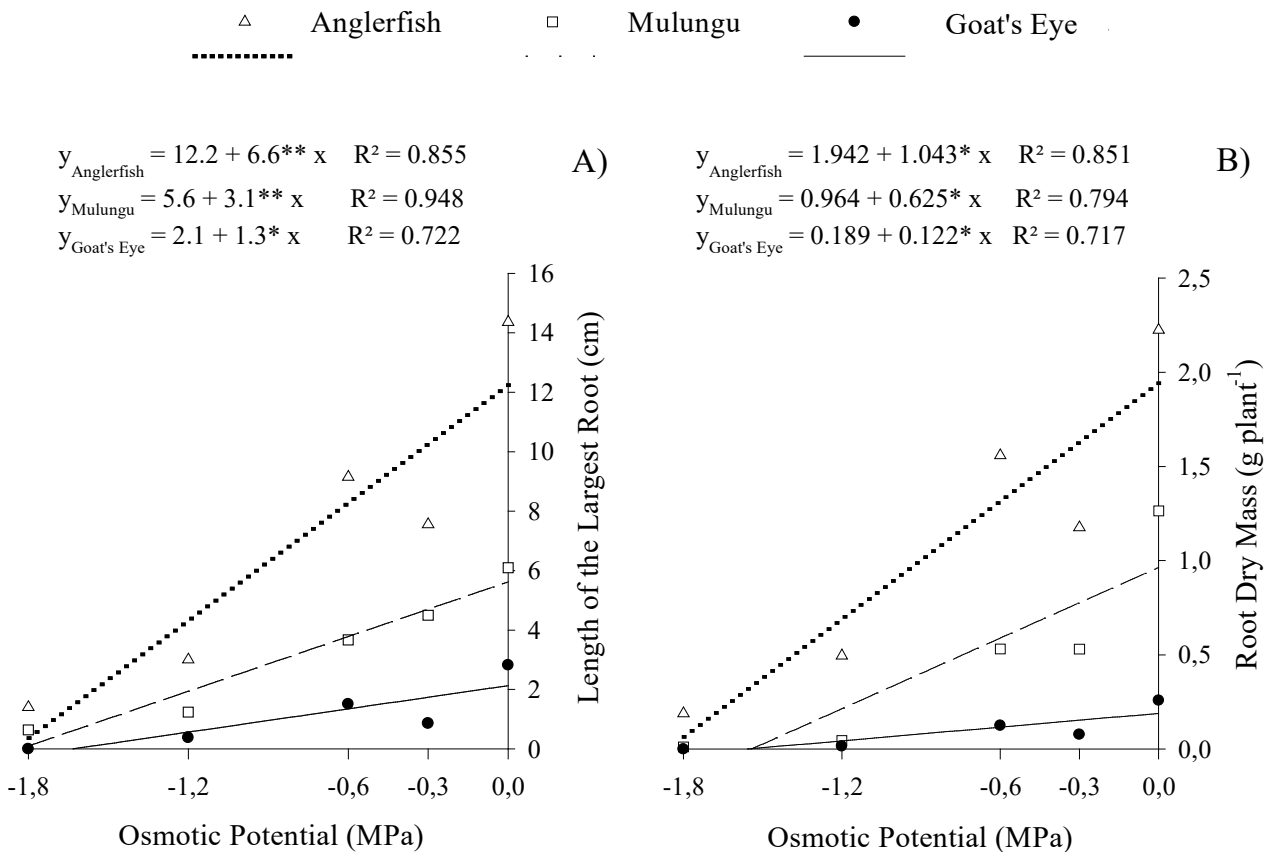 Anglerfish Mulungu Goat's Eye
y_Anglerfish = 12.2 + 6.6** x R² = 0.855
y_Mulungu = 5.6 + 3.1** x R² = 0.948
y_Goat's Eye = 2.1 + 1.3* x R² = 0.722
A)
16
14
12
10
8
6
4
2
0
Length of the Largest Root (cm)
-1,8 -1,2 -0,6 -0,3 0,0
Osmotic Potential (MPa)
y_Anglerfish = 1.942 + 1.043* x R² = 0.851
y_Mulungu = 0.964 + 0.625* x R² = 0.794
y_Goat's Eye = 0.189 + 0.122* x R² = 0.717
B)
2,5
2,0
1,5
1,0
0,5
0,0
Root Dry Mass (g plant⁻¹)
-1,8 -1,2 -0,6 -0,3 0,0
Osmotic Potential (MPa)